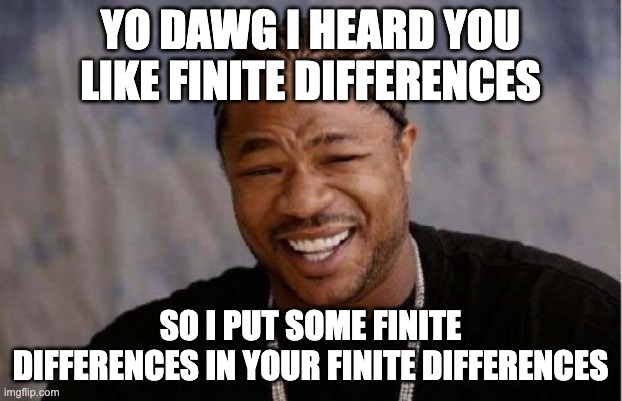 YO DAWG I HEARD YOU
LIKE FINITE DIFFERENCES
SO I PUT SOME FINITE
DIFFERENCES IN YOUR FINITE DIFFERENCES
imgflip.com